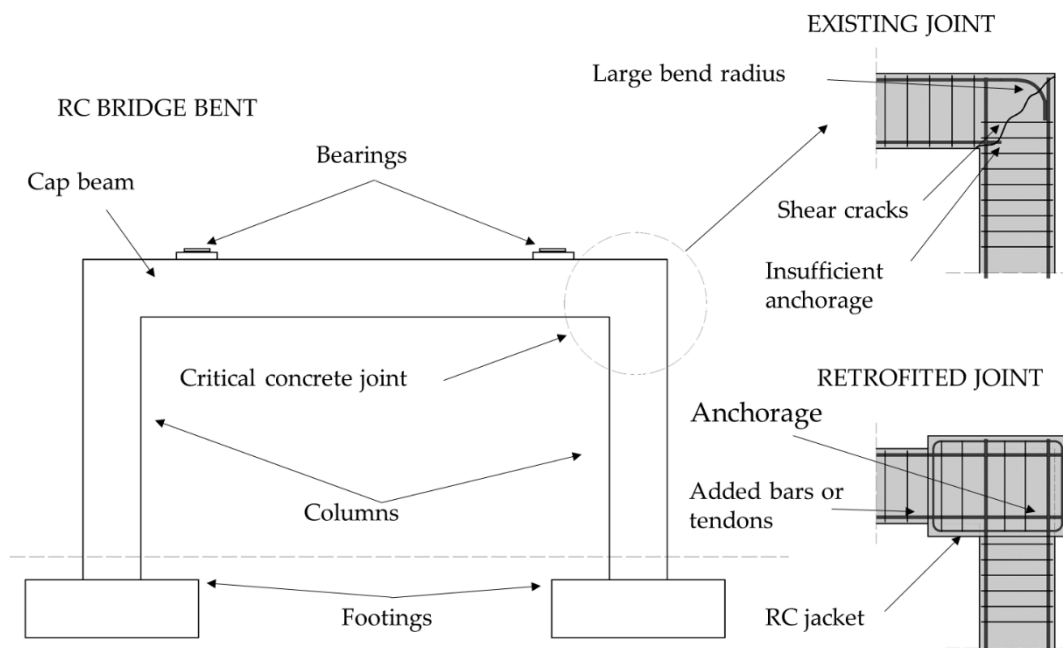 RC BRIDGE BENT
Bearings
Cap beam
Critical concrete joint
Columns
Footings
EXISTING JOINT
Large bend radius
Shear cracks
Insufficient
anchorage
RETROFITED JOINT
Anchorage
Added bars or
tendons
RC jacket